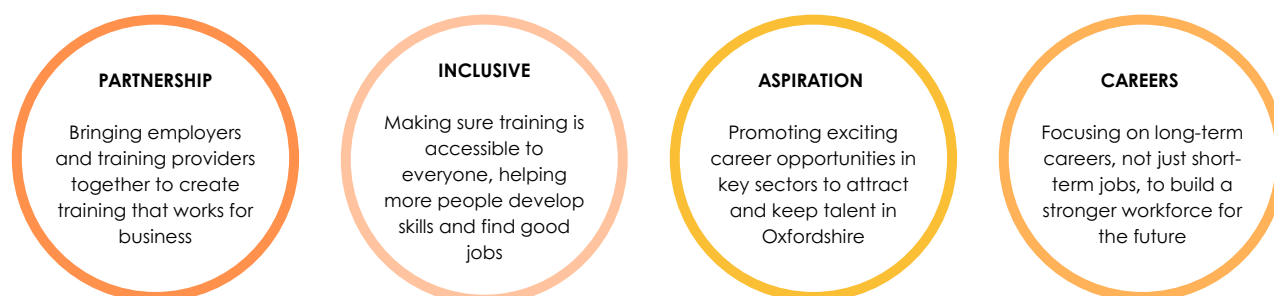 PARTNERSHIP
Bringing employers
and training providers
together to create
training that works for
business
INCLUSIVE
Making sure training is
accessible to
everyone, helping
more people develop
skills and find good
jobs
ASPIRATION
Promoting exciting
career opportunities in
key sectors to attract
and keep talent in
Oxfordshire
CAREERS
Focusing on long-term
careers, not just short-
term jobs, to build a
stronger workforce for
the future